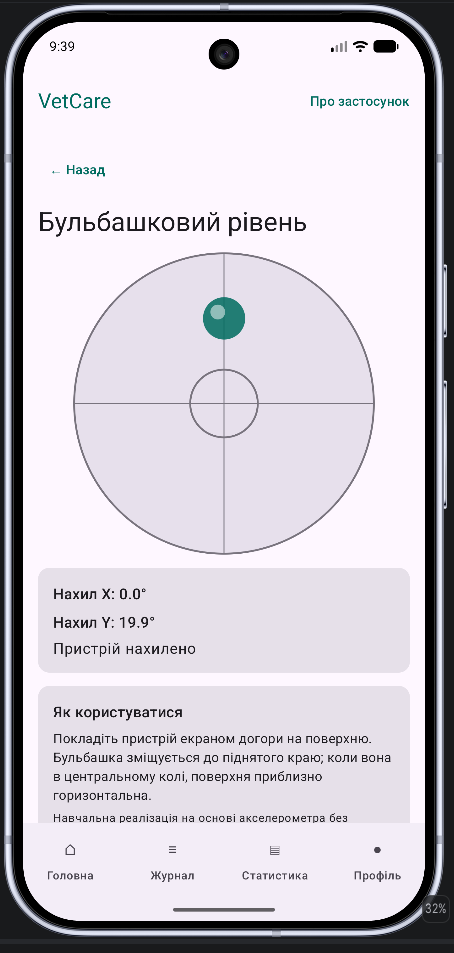 9:39
VetCare
Про застосунок
← Назад
Бульбашковий рівень
Нахил X: 0.0°
Нахил Y: 19.9°
Пристрій нахилено
Як користуватися
Покладіть пристрій екраном догори на поверхню.
Бульбашка зміщується до піднятого краю; коли вона
в центральному колі, поверхня приблизно
горизонтальна.
Навчальна реалізація на основі акселерометра без
Головна
Журнал
Статистика
Профіль
32%